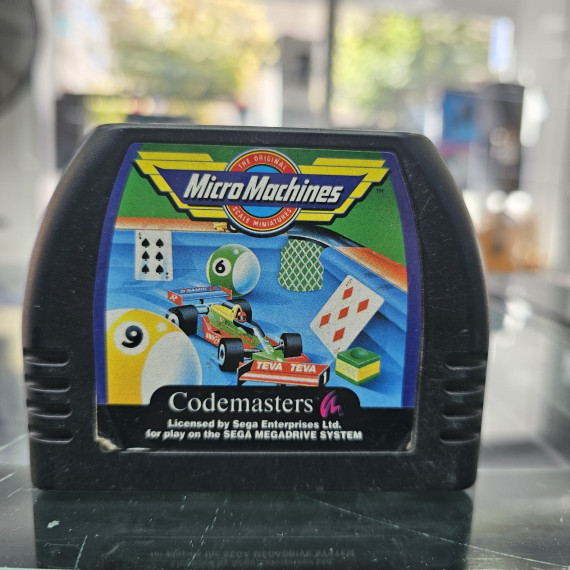 THE ORIGINAL
Micro Machines
TM
SCALE MINIATURES
6
9
TEVA TEVA
Codemasters
Licensed by Sega Enterprises Ltd.
for play on the SEGA MEGADRIVE SYSTEM